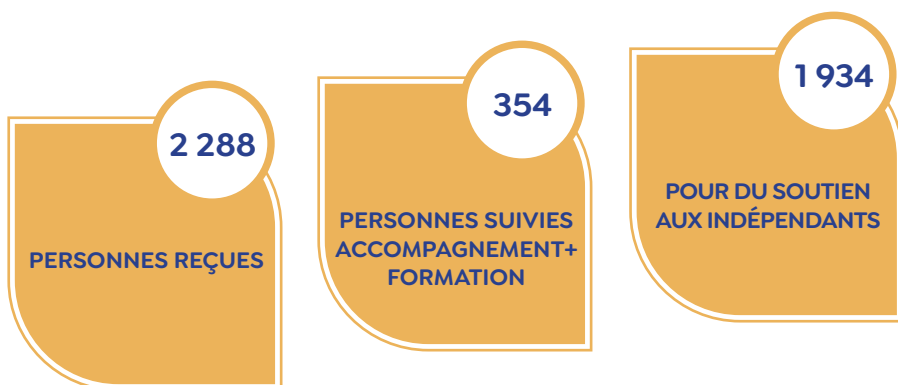 2 288
PERSONNES REÇUES
354
PERSONNES SUIVIES
ACCOMPAGNEMENT+
FORMATION
1 934
POUR DU SOUTIEN
AUX INDÉPENDANTS